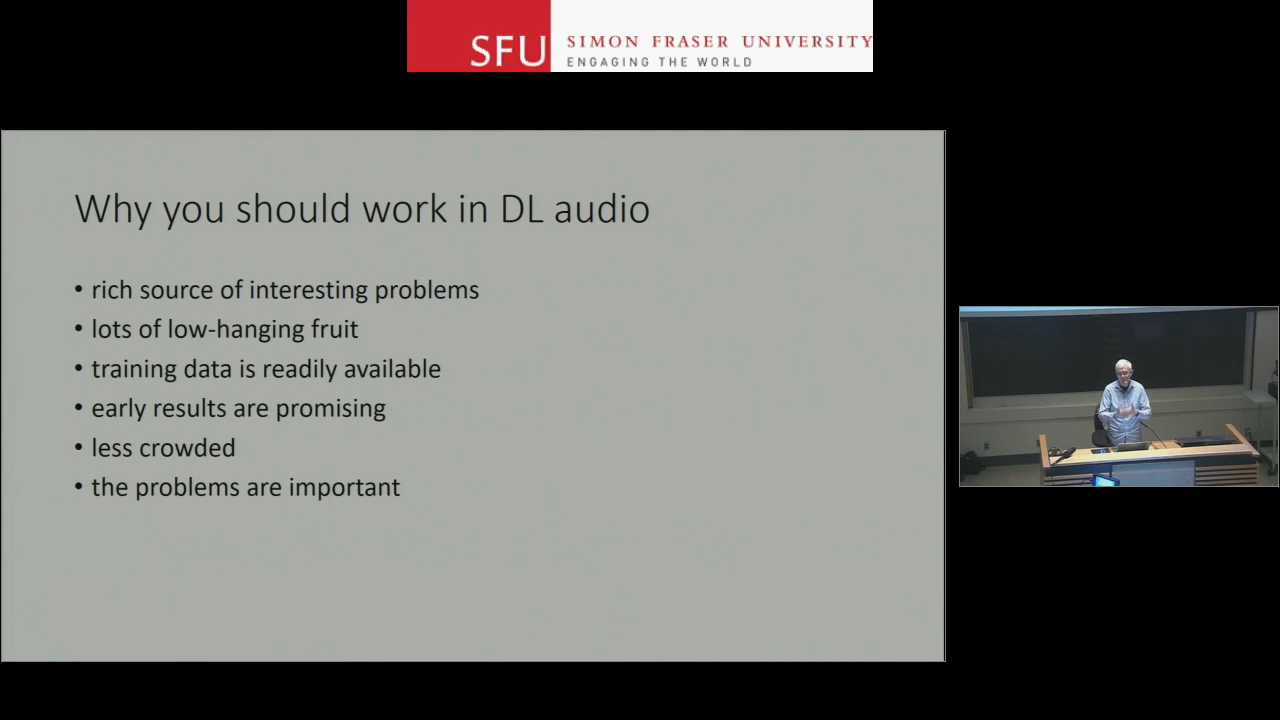 SFU
SIMON FRASER UNIVERSITY
ENGAGING THE WORLD
Why you should work in DL audio
• rich source of interesting problems
• lots of low-hanging fruit
• training data is readily available
• early results are promising
• less crowded
• the problems are important